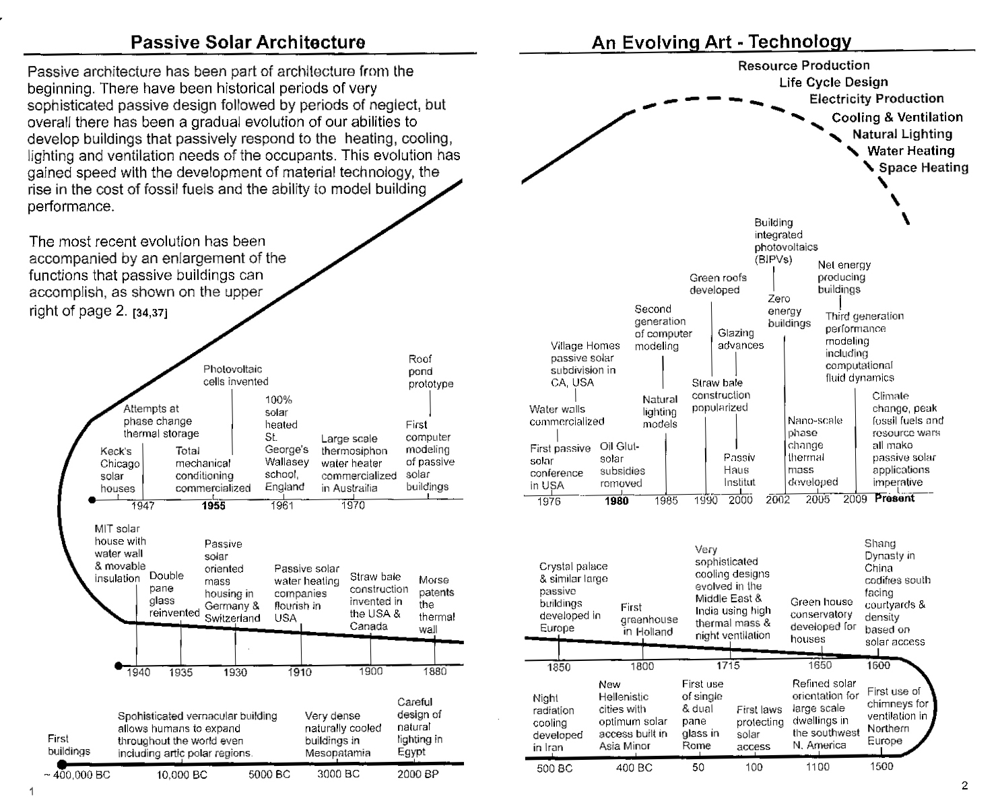 Passive Solar Architecture
Passive architecture has been part of architecture from the
beginning. There have been historical periods of very
sophisticated passive design followed by periods of neglect, but
overall there has been a gradual evolution of our abilities to
develop buildings that passively respond to the heating, cooling,
lighting and ventilation needs of the occupants. This evolution has
gained speed with the development of material technology, the
rise in the cost of fossil fuels and the ability to model building
performance.
The most recent evolution has been
accompanied by an enlargement of the
functions that passive buildings can
accomplish, as shown on the upper
right of page 2. [34,37]
Keck's
Chicago
solar
houses
Attempts at
phase change
thermal storage
1947
Total
mechanical
conditioning
commercialized
1955
Photovoltaic
cells invented
100%
solar
heated
St.
George's
Wallasey
school,
England
1961
Large scale
thermosiphon
water heater
commercialized
in Austrailia
1970
Roof
pond
prototype
First
computer
modeling
of passive
solar
buildings
MIT solar
house with
water wall
& movable
insulation
1940
Double
pane
glass
reinvented
1935
Passive
solar
oriented
mass
housing in
Germany &
Switzerland
1930
Passive solar
water heating
companies
flourish in
USA
1910
Straw bale
construction
invented in
the USA &
Canada
1900
Morse
patents
the
thermal
wall
1880
First
buildings
~ 400,000 BC
Spohisticated vernacular building
allows humans to expand
throughout the world even
including artic polar regions.
10,000 BC
5000 BC
Very dense
naturally cooled
buildings in
Mesopotamia
3000 BC
Careful
design of
natural
lighting in
Egypt
2000 BP
1
An Evolving Art - Technology
Resource Production
Life Cycle Design
Electricity Production
Cooling & Ventilation
Natural Lighting
Water Heating
Space Heating
Water walls
commercialized
First passive
solar
conference
in USA
1976
Village Homes
passive solar
subdivision in
CA, USA
Oil Glut-
solar
subsidies
removed
1980
Second
generation
of computer
modeling
Natural
lighting
models
1985
Green roofs
developed
Straw bale
construction
popularized
1990
Glazing
advances
Passiv
Haus
Institut
2000
Building
integrated
photovoltaics
(BIPVs)
Zero
energy
buildings
2002
Nano-scale
phase
change
thermal
mass
developed
2005
Net energy
producing
buildings
Third generation
performance
modeling
including
computational
fluid dynamics
2009
Climate
change, peak
fossil fuels and
resource wars
all make
passive solar
applications
imperative
Present
Crystal palace
& similar large
passive
buildings
developed in
Europe
1850
First
greenhouse
in Holland
1800
Very
sophisticated
cooling designs
evolved in the
Middle East &
India using high
thermal mass &
night ventilation
1715
Green house
conservatory
developed for
houses
1650
Shang
Dynasty in
China
codifies south
facing
courtyards &
density
based on
solar access
1600
Night
radiation
cooling
developed
in Iran
500 BC
New
Hellenistic
cities with
optimum solar
access built in
Asia Minor
400 BC
First use
of single
& dual
pane
glass in
Rome
50
First laws
protecting
solar
access
100
Refined solar
orientation for
large scale
dwellings in
the southwest
N. America
1100
First use of
chimneys for
ventilation in
Northern
Europe
1500
2